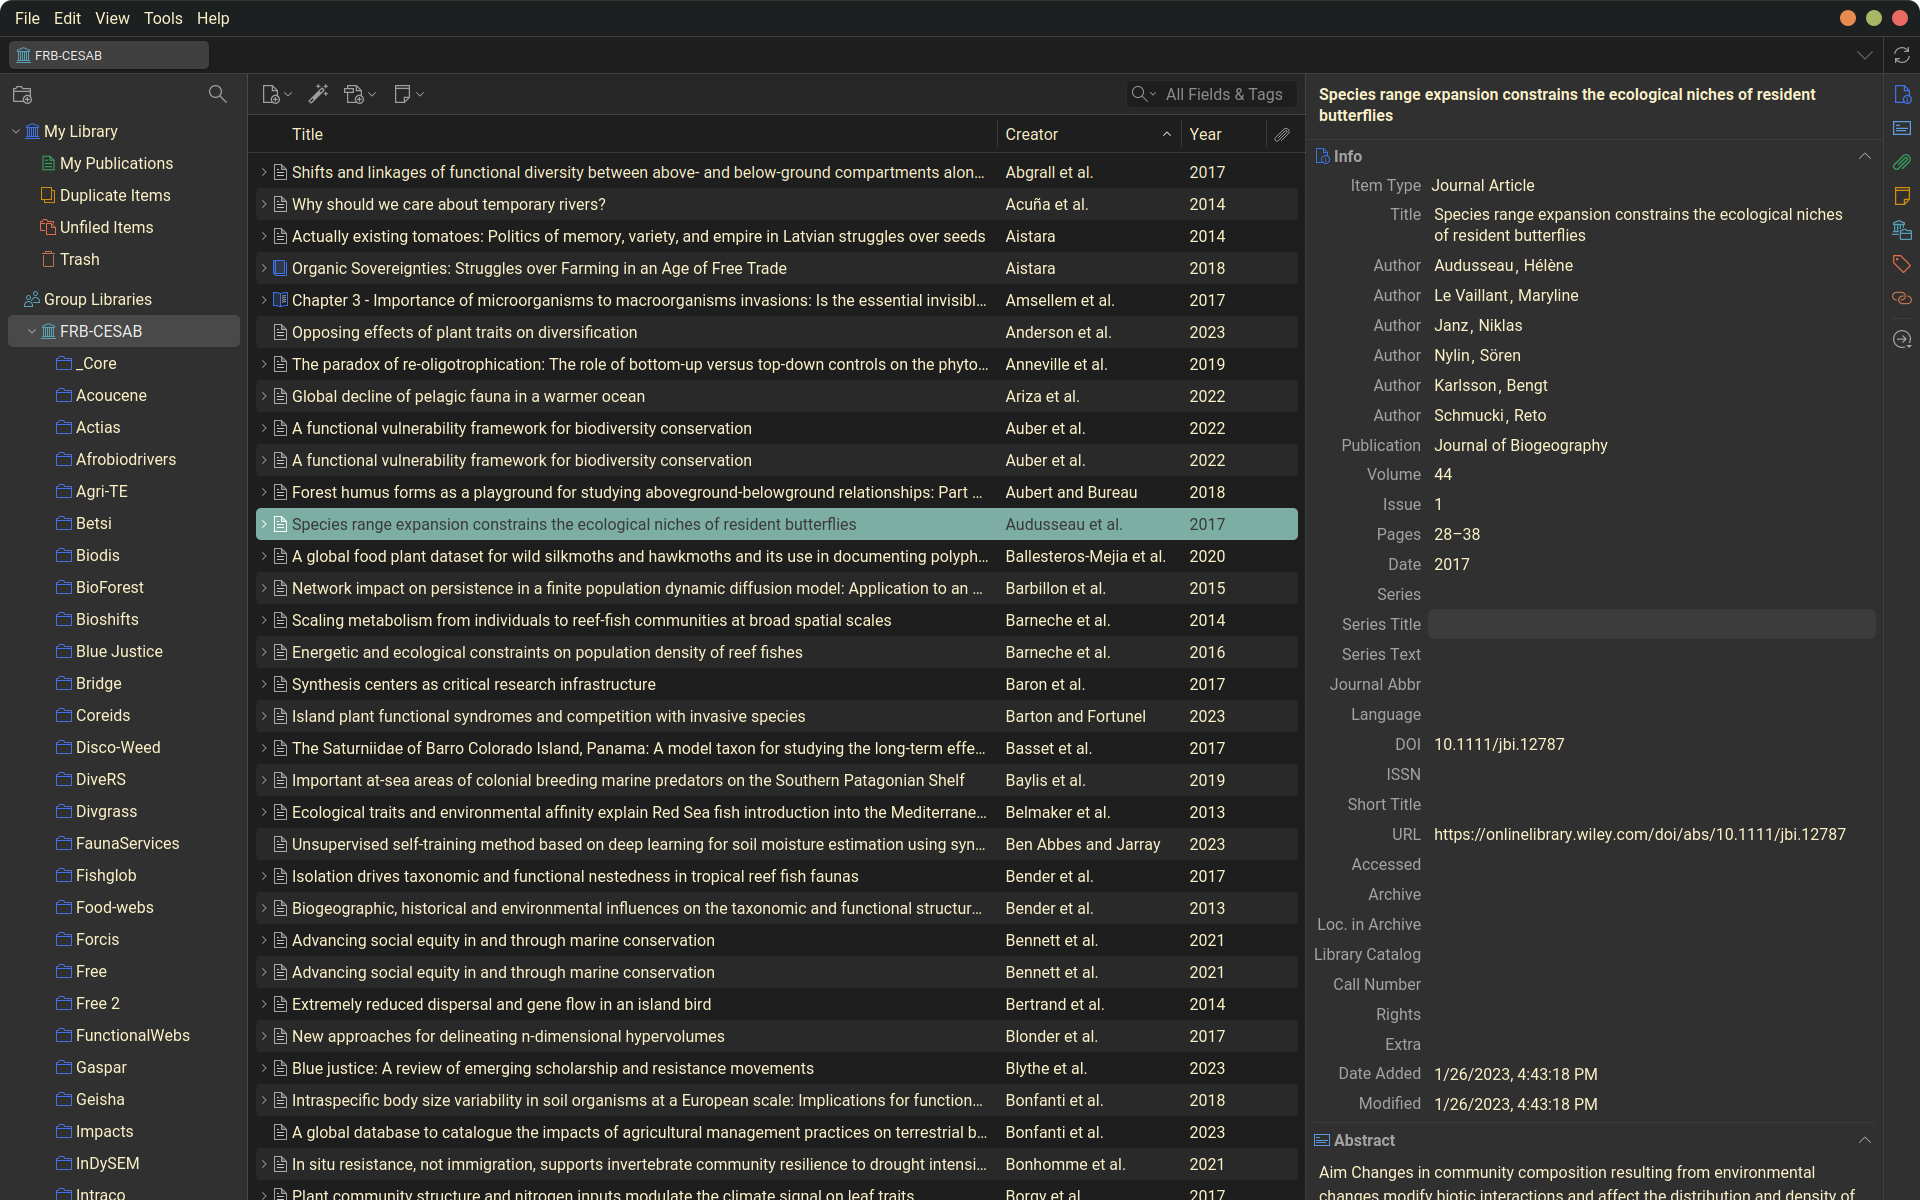 File Edit View Tools Help
FRB-CESAB
All Fields & Tags
My Library
My Publications
Duplicate Items
Unfiled Items
Trash
Group Libraries
FRB-CESAB
_Core
Acoucene
Actias
Afrobiodrivers
Agri-TE
Betsi
Biodis
BioForest
Bioshifts
Blue Justice
Bridge
Coreids
Disco-Weed
DiveRS
Divgrass
FaunaServices
Fishglob
Food-webs
Forcis
Free
Free 2
FunctionalWebs
Gaspar
Geisha
Impacts
InDySEM
Intraco
Title Creator Year
Shifts and linkages of functional diversity between above- and below-ground compartments alon... Abgrall et al. 2017
Why should we care about temporary rivers? Acuña et al. 2014
Actually existing tomatoes: Politics of memory, variety, and empire in Latvian struggles over seeds Aistara 2014
Organic Sovereignties: Struggles over Farming in an Age of Free Trade Aistara 2018
Chapter 3 - Importance of microorganisms to macroorganisms invasions: Is the essential invisibl... Amsellem et al. 2017
Opposing effects of plant traits on diversification Anderson et al. 2023
The paradox of re-oligotrophication: The role of bottom-up versus top-down controls on the phyto... Anneville et al. 2019
Global decline of pelagic fauna in a warmer ocean Ariza et al. 2022
A functional vulnerability framework for biodiversity conservation Auber et al. 2022
A functional vulnerability framework for biodiversity conservation Auber et al. 2022
Forest humus forms as a playground for studying aboveground-belowground relationships: Part ... Aubert and Bureau 2018
Species range expansion constrains the ecological niches of resident butterflies Audusseau et al. 2017
A global food plant dataset for wild silkmoths and hawkmoths and its use in documenting polyph... Ballesteros-Mejia et al. 2020
Network impact on persistence in a finite population dynamic diffusion model: Application to an ... Barbillon et al. 2015
Scaling metabolism from individuals to reef-fish communities at broad spatial scales Barneche et al. 2014
Energetic and ecological constraints on population density of reef fishes Barneche et al. 2016
Synthesis centers as critical research infrastructure Baron et al. 2017
Island plant functional syndromes and competition with invasive species Barton and Fortunel 2023
The Saturniidae of Barro Colorado Island, Panama: A model taxon for studying the long-term effe... Basset et al. 2017
Important at-sea areas of colonial breeding marine predators on the Southern Patagonian Shelf Baylis et al. 2019
Ecological traits and environmental affinity explain Red Sea fish introduction into the Mediterrane... Belmaker et al. 2013
Unsupervised self-training method based on deep learning for soil moisture estimation using syn... Ben Abbes and Jarray 2023
Isolation drives taxonomic and functional nestedness in tropical reef fish faunas Bender et al. 2017
Biogeographic, historical and environmental influences on the taxonomic and functional structur... Bender et al. 2013
Advancing social equity in and through marine conservation Bennett et al. 2021
Advancing social equity in and through marine conservation Bennett et al. 2021
Extremely reduced dispersal and gene flow in an island bird Bertrand et al. 2014
New approaches for delineating n-dimensional hypervolumes Blonder et al. 2017
Blue justice: A review of emerging scholarship and resistance movements Blythe et al. 2023
Intraspecific body size variability in soil organisms at a European scale: Implications for function... Bonfanti et al. 2018
A global database to catalogue the impacts of agricultural management practices on terrestrial b... Bonfanti et al. 2023
In situ resistance, not immigration, supports invertebrate community resilience to drought intensi... Bonhomme et al. 2021
Plant community structure and nitrogen inputs modulate the climate signal on leaf traits Borgy et al. 2017
Species range expansion constrains the ecological niches of resident
butterflies
Info
Item Type Journal Article
Title Species range expansion constrains the ecological niches
of resident butterflies
Author Audusseau, Hélène
Author Le Vaillant, Maryline
Author Janz, Niklas
Author Nylin, Sören
Author Karlsson, Bengt
Author Schmucki, Reto
Publication Journal of Biogeography
Volume 44
Issue 1
Pages 28–38
Date 2017
Series
Series Title
Series Text
Journal Abbr
Language
DOI 10.1111/jbi.12787
ISSN
Short Title
URL https://onlinelibrary.wiley.com/doi/abs/10.1111/jbi.12787
Accessed
Archive
Loc. in Archive
Library Catalog
Call Number
Rights
Extra
Date Added 1/26/2023, 4:43:18 PM
Modified 1/26/2023, 4:43:18 PM
Abstract
Aim Changes in community composition resulting from environmental
changes modify biotic interactions and affect the distribution and density of